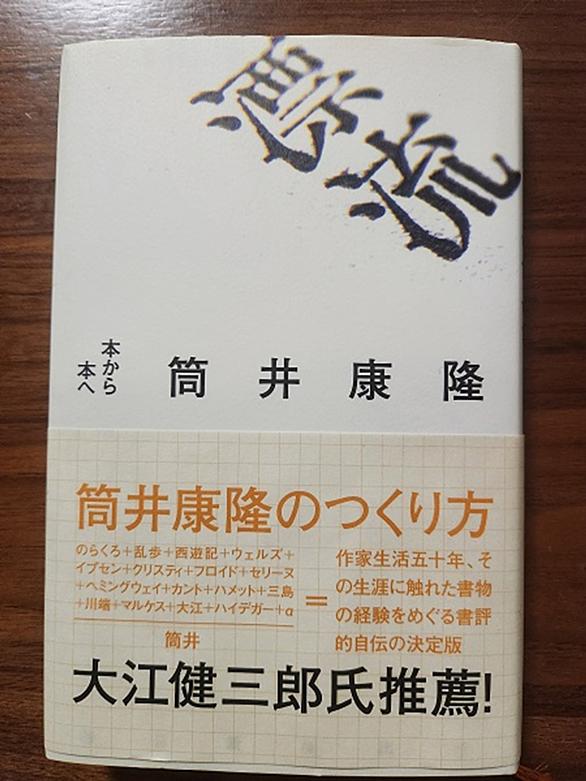 漂流
本から
本へ
筒井康隆
筒井康隆のつくり方
のらくろ+乱歩+西遊記+ウェルズ+
イプセン+クリスティ+フロイド+セリーヌ
+ヘミングウェイ+カント+ハメット+三島
+川端+マルケス+大江+ハイデガー+α
筒井
=
作家生活五十年、そ
の生涯に触れた書物
の経験をめぐる書評
的自伝の決定版
大江健三郎氏推薦!